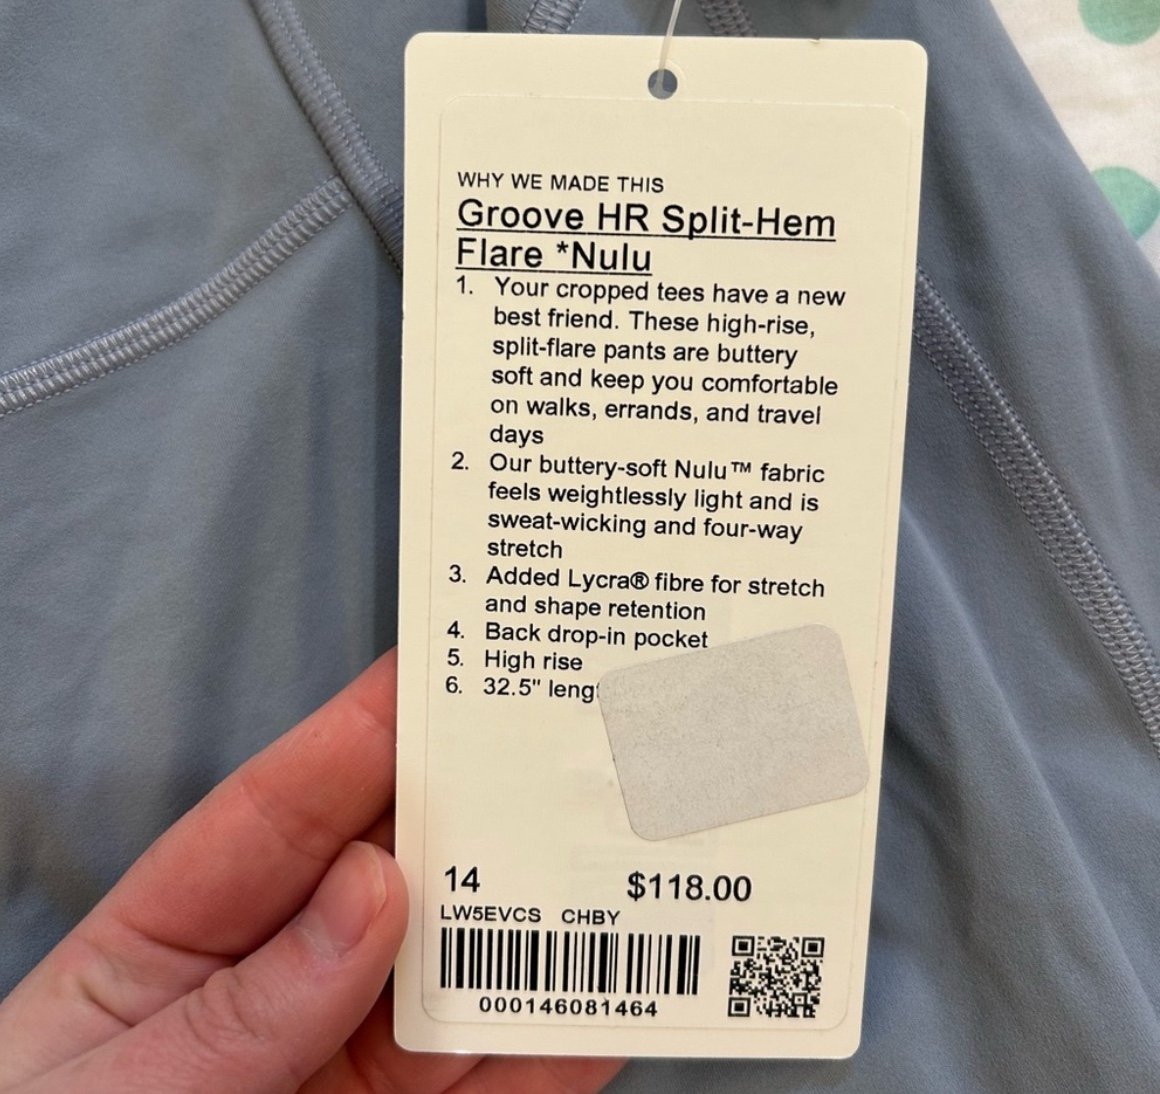 WHY WE MADE THIS
Groove HR Split-Hem
Flare *Nulu
1. Your cropped tees have a new
best friend. These high-rise,
split-flare pants are buttery
soft and keep you comfortable
on walks, errands, and travel
days
2. Our buttery-soft Nulu™ fabric
feels weightlessly light and is
sweat-wicking and four-way
stretch
3. Added Lycra® fibre for stretch
and shape retention
4. Back drop-in pocket
5. High rise
6. 32.5"
14 $118.00
LW5EVCS CHBY
000146081464